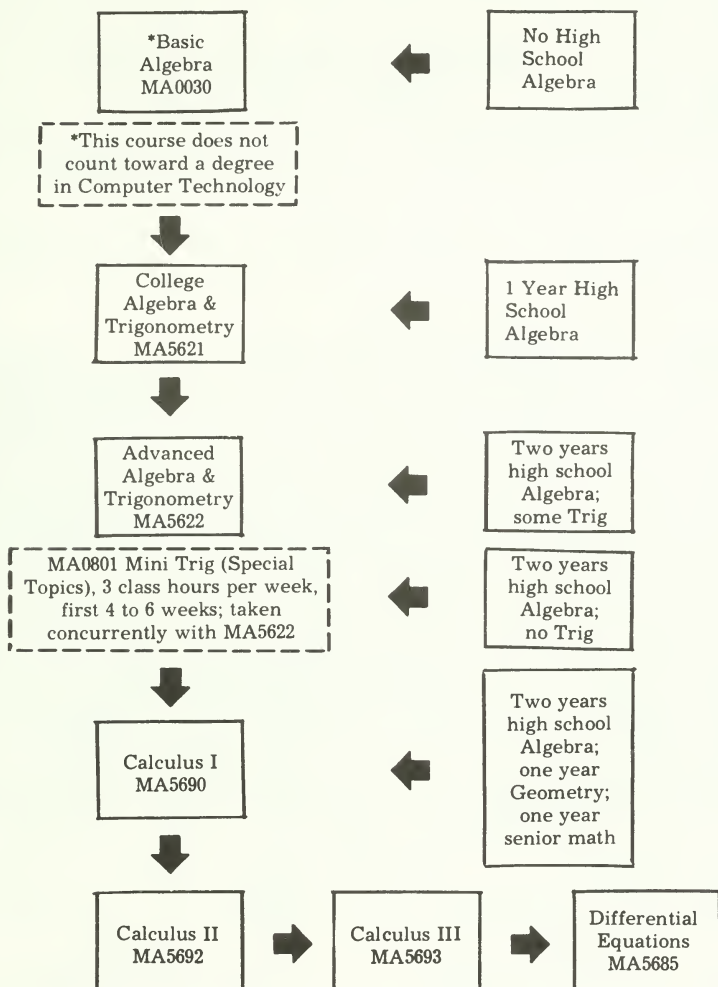 *Basic
Algebra
MA0030
No High
School
Algebra
*This course does not
count toward a degree
in Computer Technology
College
Algebra &
Trigonometry
MA5621
1 Year High
School
Algebra
Advanced
Algebra &
Trigonometry
MA5622
Two years
high school
Algebra;
some Trig
MA0801 Mini Trig (Special
Topics), 3 class hours per week,
first 4 to 6 weeks; taken
concurrently with MA5622
Two years
high school
Algebra;
no Trig
Calculus I
MA5690
Two years
high school
Algebra;
one year
Geometry;
one year
senior math
Calculus II
MA5692
Calculus III
MA5693
Differential
Equations
MA5685